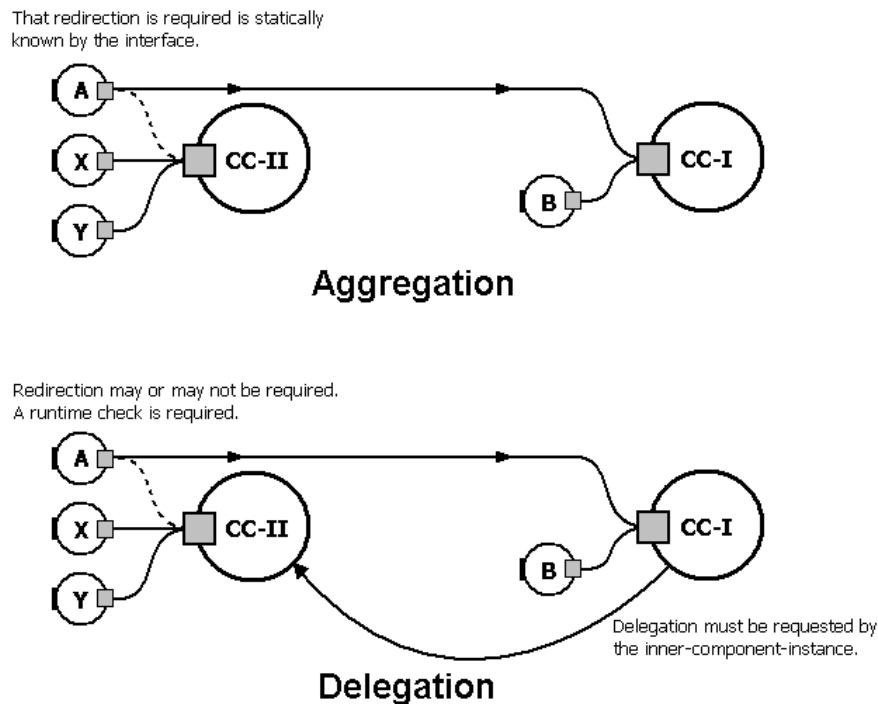 That redirection is required is statically
known by the interface.
A
X
CC-II
CC-I
Y
B
Aggregation
Redirection may or may not be required.
A runtime check is required.
A
X
CC-II
CC-I
B
Y
Delegation must be requested by
the inner-component-instance.
Delegation